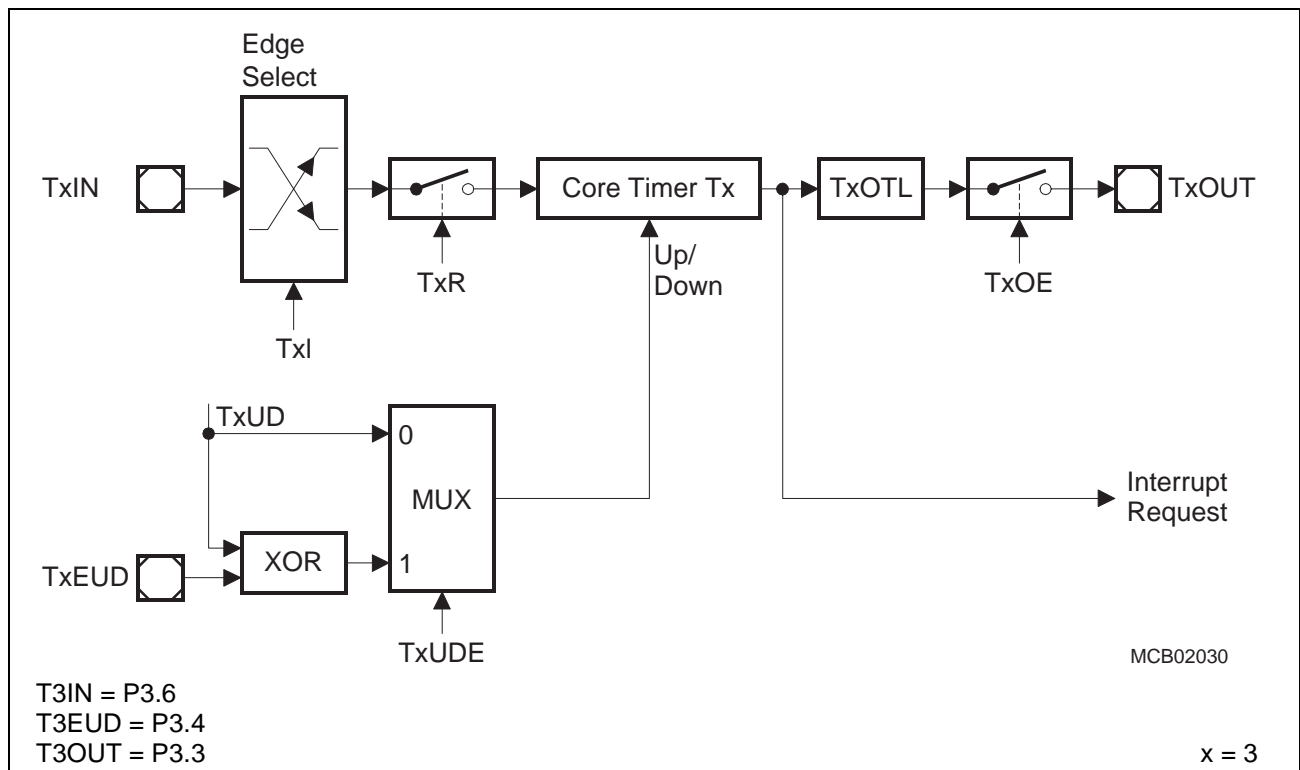 Edge
Select
TxIN
Core Timer Tx
TxOTL
TxOUT
TxR
Up/
Down
TxOE
TxI
TxUD
0
MUX
Interrupt
Request
XOR
1
TxEUD
TxUDE
MCB02030
T3IN = P3.6
T3EUD = P3.4
T3OUT = P3.3
x = 3